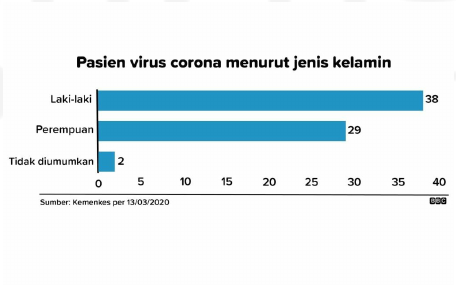 Pasien virus corona menurut jenis kelamin
Laki-laki 38
Perempuan 29
Tidak diumumkan 2
0 5 10 15 20 25 30 35 40
Sumber: Kemenkes per 13/03/2020 BBC